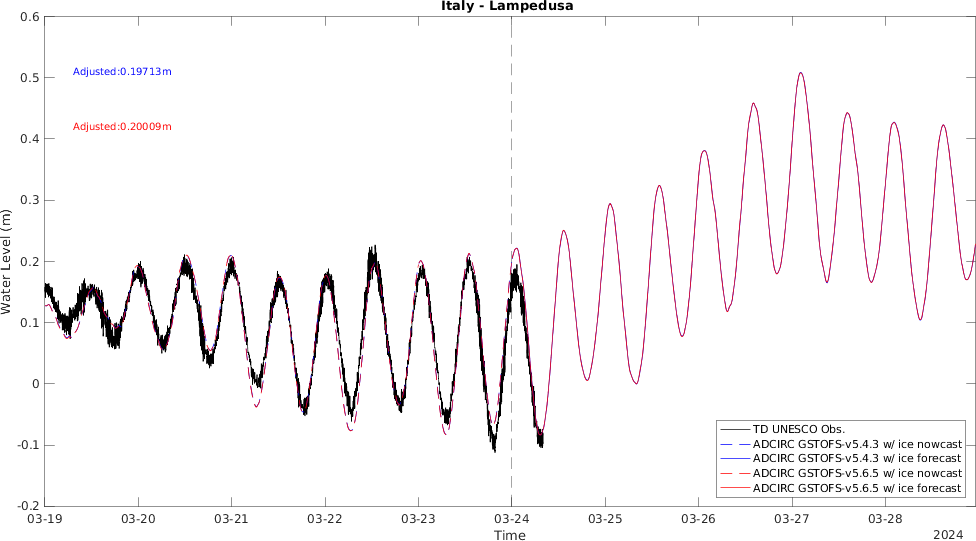 Italy - Lampedusa
0.6
0.5
0.4
0.3
0.2
0.1
0
-0.1
-0.2
Water Level (m)
Adjusted:0.19713m
Adjusted:0.20009m
TD UNESCO Obs.
ADCIRC GSTOFS-v5.4.3 w/ ice nowcast
ADCIRC GSTOFS-v5.4.3 w/ ice forecast
ADCIRC GSTOFS-v5.6.5 w/ ice nowcast
ADCIRC GSTOFS-v5.6.5 w/ ice forecast
03-19 03-20 03-21 03-22 03-23 03-24 03-25 03-26 03-27 03-28
Time
2024